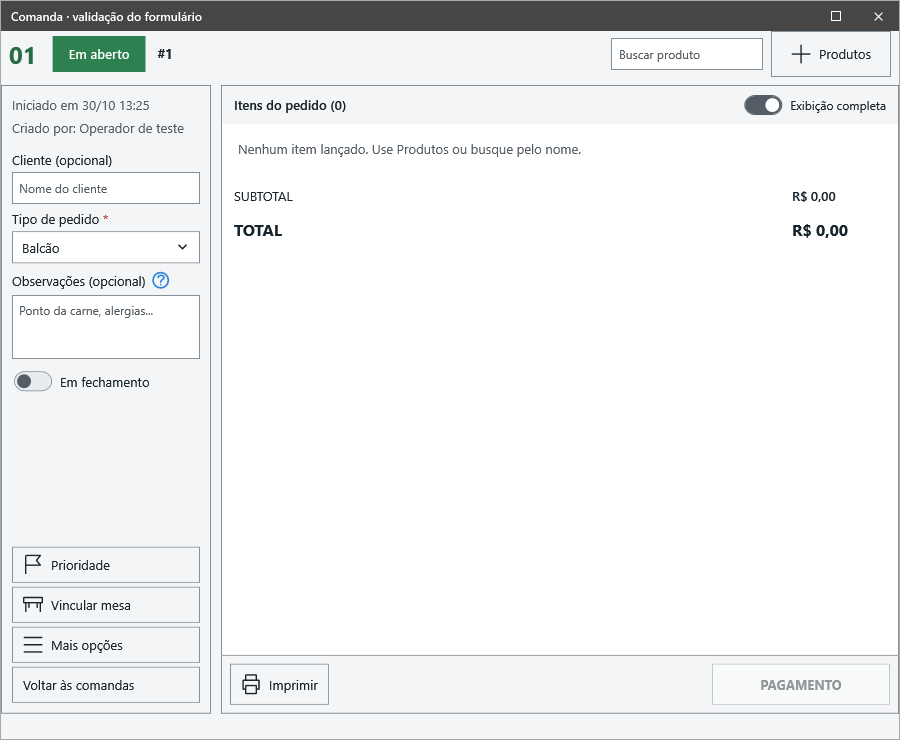 Comanda · validação do formulário
01
Em aberto
#1
Buscar produto
Produtos
Iniciado em 30/10 13:25
Criado por: Operador de teste
Cliente (opcional)
Nome do cliente
Tipo de pedido *
Balcão
Observações (opcional) ?
Ponto da carne, alergias...
Em fechamento
Prioridade
Vincular mesa
Mais opções
Voltar às comandas
Itens do pedido (0)
Exibição completa
Nenhum item lançado. Use Produtos ou busque pelo nome.
SUBTOTAL R$ 0,00
TOTAL R$ 0,00
Imprimir
PAGAMENTO